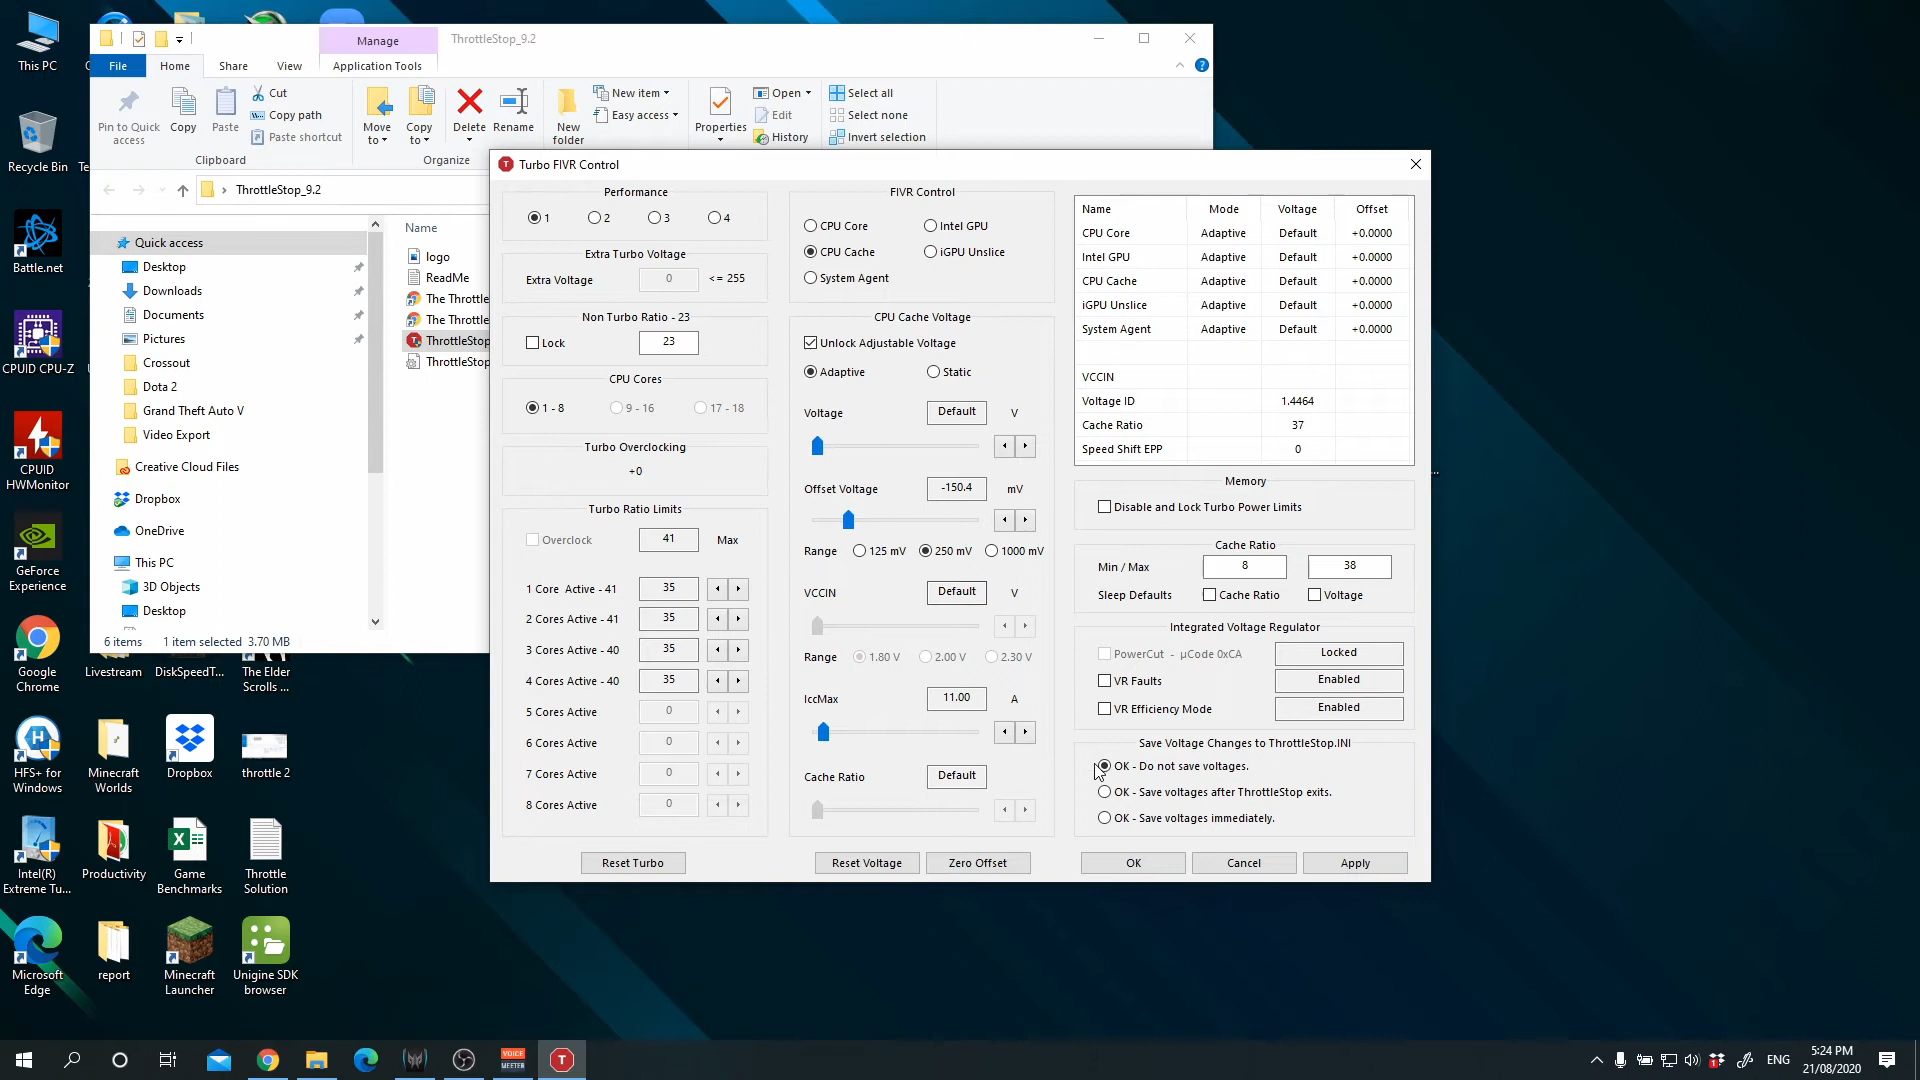 This PC
Recycle Bin
Te
Battle.net
CPUID CPU-Z
CPUID
HWMonitor
GeForce
Experience
Google
Chrome
Livestream
DiskSpeedT...
The Elder
Scrolls ...
HFS+ for
Windows
Minecraft
Worlds
Dropbox
throttle 2
Intel(R)
Extreme Tu...
Productivity
Game
Benchmarks
Throttle
Solution
Microsoft
Edge
report
Minecraft
Launcher
Unigine SDK
browser
Manage
ThrottleStop_9.2
File
Home
Share
View
Application Tools
Pin to Quick
access
Copy
Paste
Cut
Copy path
Paste shortcut
Clipboard
Move
to
Copy
to
Delete
Rename
Organize
New
folder
New item
Easy access
Properties
Open
Edit
History
Select all
Select none
Invert selection
ThrottleStop_9.2
Quick access
Desktop
Downloads
Documents
Pictures
Crossout
Dota 2
Grand Theft Auto V
Video Export
Creative Cloud Files
Dropbox
OneDrive
This PC
3D Objects
Desktop
Name
logo
ReadMe
The Throttle
The Throttle
ThrottleStop
ThrottleStop
6 items 1 item selected 3.70 MB
Turbo FIVR Control
Performance
1 2 3 4
Extra Turbo Voltage
Extra Voltage 0 <= 255
Non Turbo Ratio - 23
Lock 23
CPU Cores
1 - 8 9 - 16 17 - 18
Turbo Overclocking
+0
Turbo Ratio Limits
Overclock 41 Max
1 Core Active - 41 35
2 Cores Active - 41 35
3 Cores Active - 40 35
4 Cores Active - 40 35
5 Cores Active 0
6 Cores Active 0
7 Cores Active 0
8 Cores Active 0
Reset Turbo
FIVR Control
CPU Core Intel GPU
CPU Cache iGPU Unslice
System Agent
CPU Cache Voltage
Unlock Adjustable Voltage
Adaptive Static
Voltage Default V
Offset Voltage -150.4 mV
Range 125 mV 250 mV 1000 mV
VCCIN Default V
Range 1.80 V 2.00 V 2.30 V
IccMax 11.00 A
Cache Ratio Default
Reset Voltage Zero Offset
Name Mode Voltage Offset
CPU Core Adaptive Default +0.0000
Intel GPU Adaptive Default +0.0000
CPU Cache Adaptive Default +0.0000
iGPU Unslice Adaptive Default +0.0000
System Agent Adaptive Default +0.0000
VCCIN
Voltage ID 1.4464
Cache Ratio 37
Speed Shift EPP 0
Memory
Disable and Lock Turbo Power Limits
Cache Ratio
Min / Max 8 38
Sleep Defaults Cache Ratio Voltage
Integrated Voltage Regulator
PowerCut - µCode 0xCA Locked
VR Faults Enabled
VR Efficiency Mode Enabled
Save Voltage Changes to ThrottleStop.INI
OK - Do not save voltages.
OK - Save voltages after ThrottleStop exits.
OK - Save voltages immediately.
OK Cancel Apply
VOICE
MEETER
ENG
5:24 PM
21/08/2020